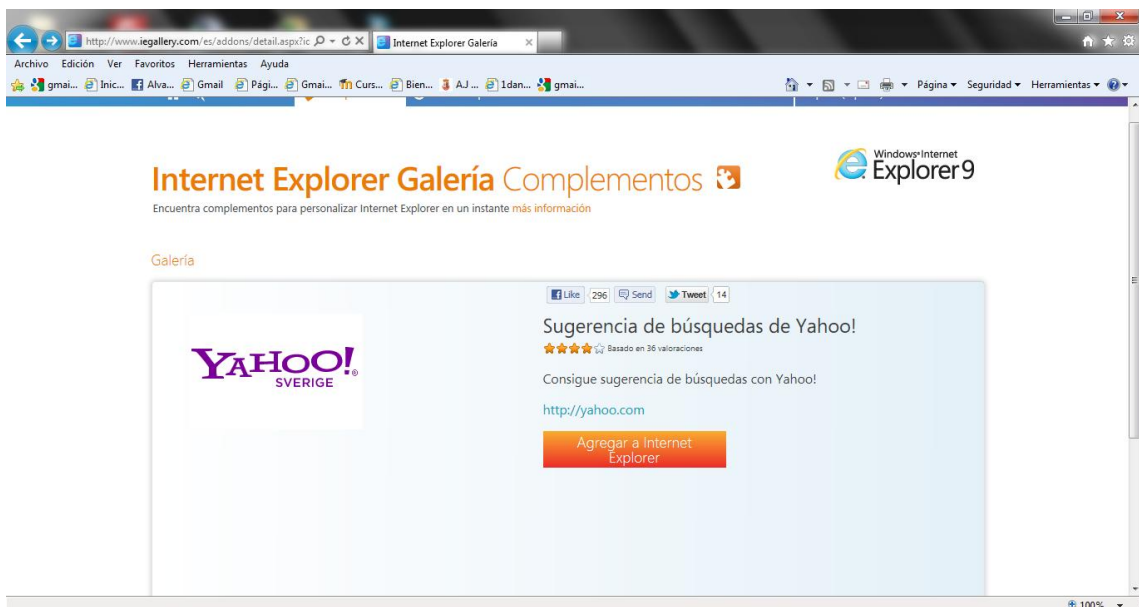 http://www.iegallery.com/es/addons/detail.aspx?ic
Internet Explorer Galería
Archivo Edición Ver Favoritos Herramientas Ayuda
gmai... Inic... Alva... Gmail Pági... Gmai... Curs... Bien... A.J ... 1dan... gmai...
Página Seguridad Herramientas
Windows Internet
Explorer 9
Internet Explorer Galería Complementos
Encuentra complementos para personalizar Internet Explorer en un instante más información
Galería
Like 296 Send Tweet 14
Sugerencia de búsquedas de Yahoo!
Basado en 36 valoraciones
YAHOO!
SVERIGE
Consigue sugerencia de búsquedas con Yahoo!
http://yahoo.com
Agregar a Internet
Explorer
100%